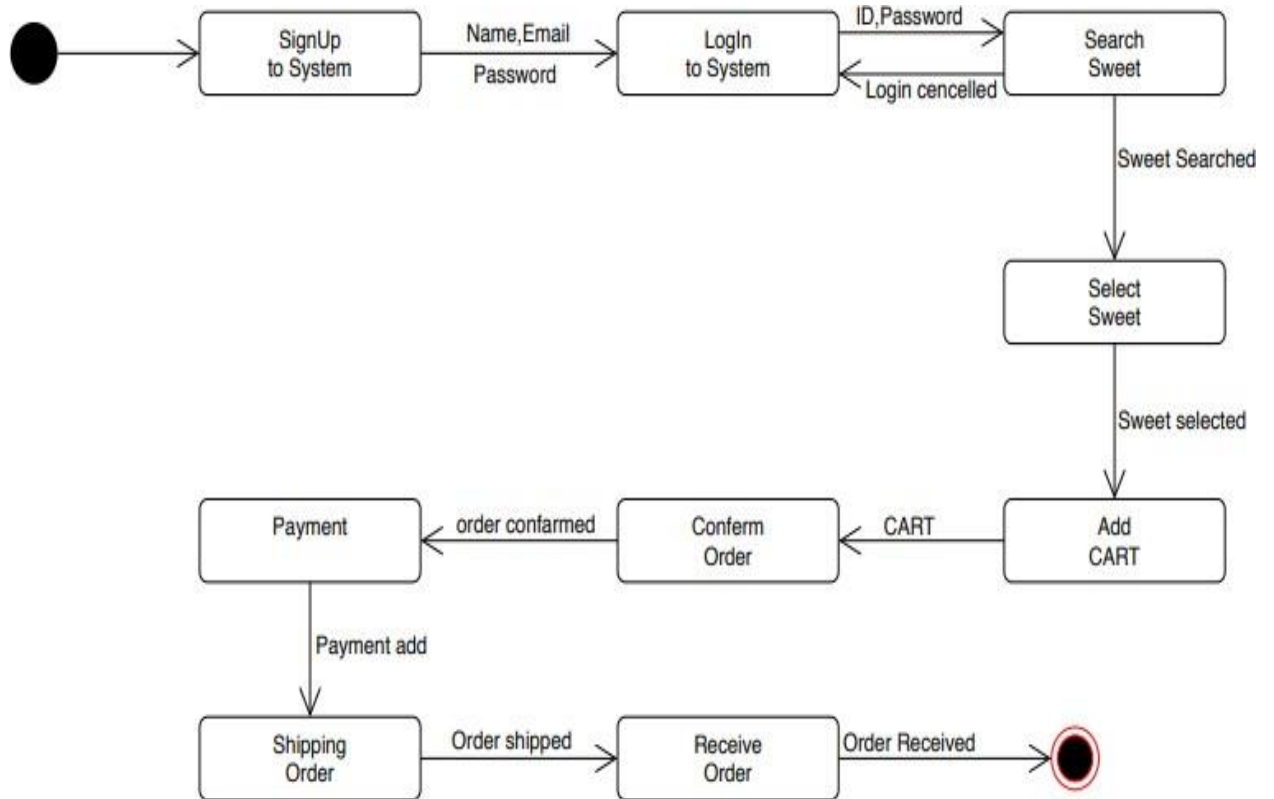 SignUp
to System
Name,Email
Password
LogIn
to System
ID,Password
Login cencelled
Search
Sweet
Sweet Searched
Select
Sweet
Sweet selected
Add
CART
CART
Conferm
Order
order confarmed
Payment
Payment add
Shipping
Order
Order shipped
Receive
Order
Order Received